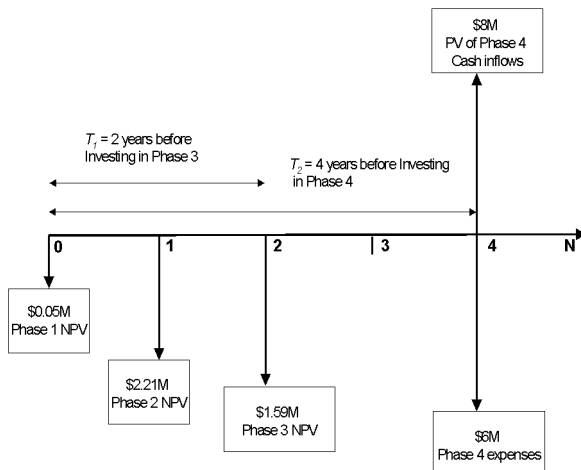 $8M
PV of Phase 4
Cash inflows
T1 = 2 years before
Investing in Phase 3
T2 = 4 years before Investing
in Phase 4
0
1
2
3
4
N
$0.05M
Phase 1 NPV
$2.21M
Phase 2 NPV
$1.59M
Phase 3 NPV
$6M
Phase 4 expenses